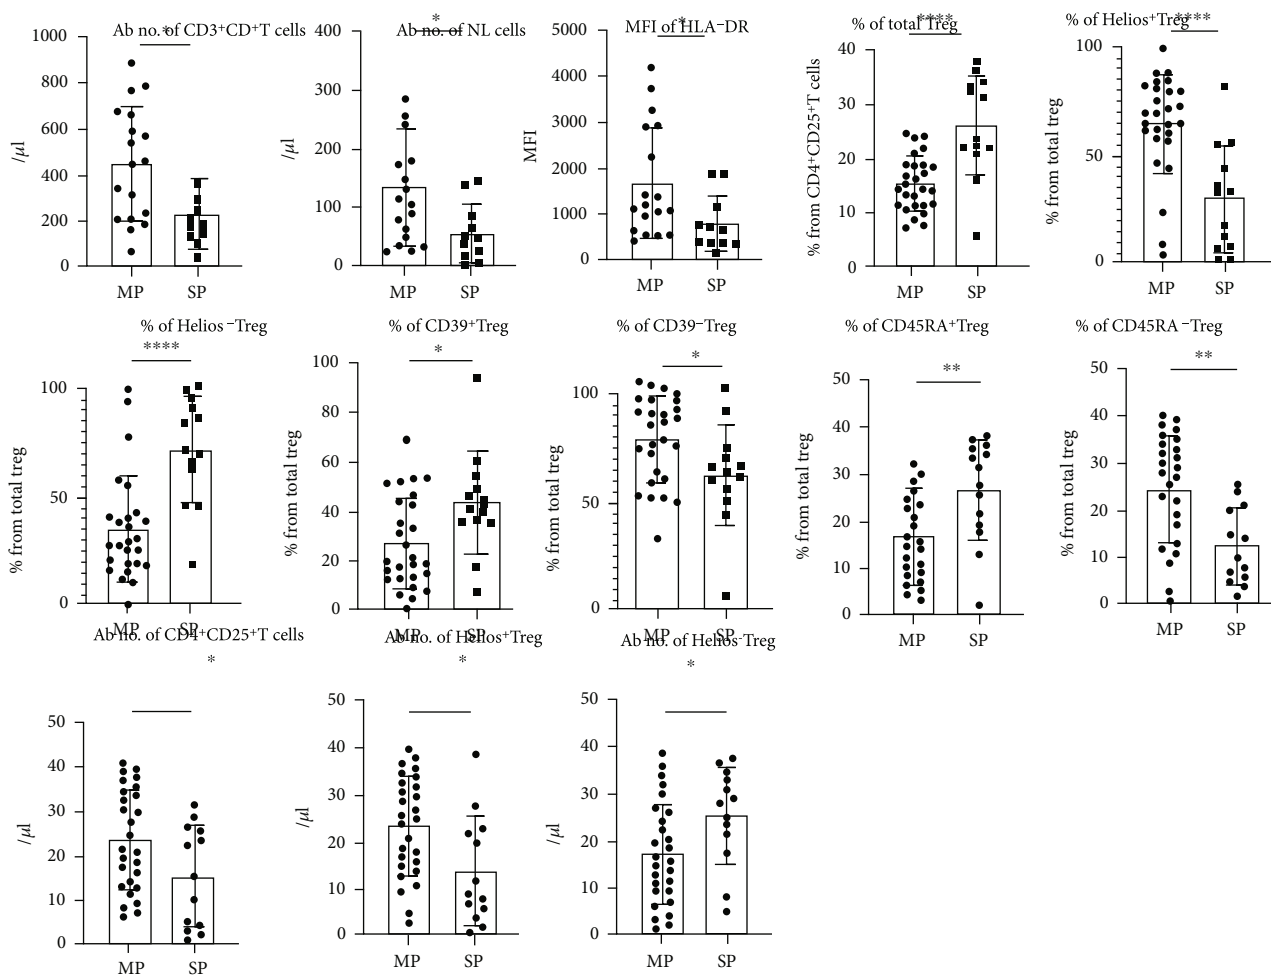 Ab no. of CD3+CD+T cells
*
1000
800
600
400
200
0
/μl
MP
SP
Ab no. of NL cells
*
400
300
200
100
0
/μl
MP
SP
MFI of HLA–DR
*
5000
4000
3000
2000
1000
0
MFI
MP
SP
% of total Treg
****
40
30
20
10
0
% from CD4+CD25+T cells
MP
SP
% of Helios+Treg
****
100
50
0
% from total treg
MP
SP
% of Helios–Treg
****
100
50
0
% from total treg
MP
SP
% of CD39+Treg
*
100
80
60
40
20
0
% from total treg
MP
SP
% of CD39–Treg
*
100
50
0
% from total treg
MP
SP
% of CD45RA+Treg
**
50
40
30
20
10
0
% from total treg
MP
SP
% of CD45RA–Treg
**
50
40
30
20
10
0
% from total treg
MP
SP
Ab no. of CD4+CD25+T cells
*
50
40
30
20
10
0
/μl
MP
SP
Ab no. of Helios+Treg
*
50
40
30
20
10
0
/μl
MP
SP
Ab no. of Helios-Treg
*
50
40
30
20
10
0
/μl
MP
SP